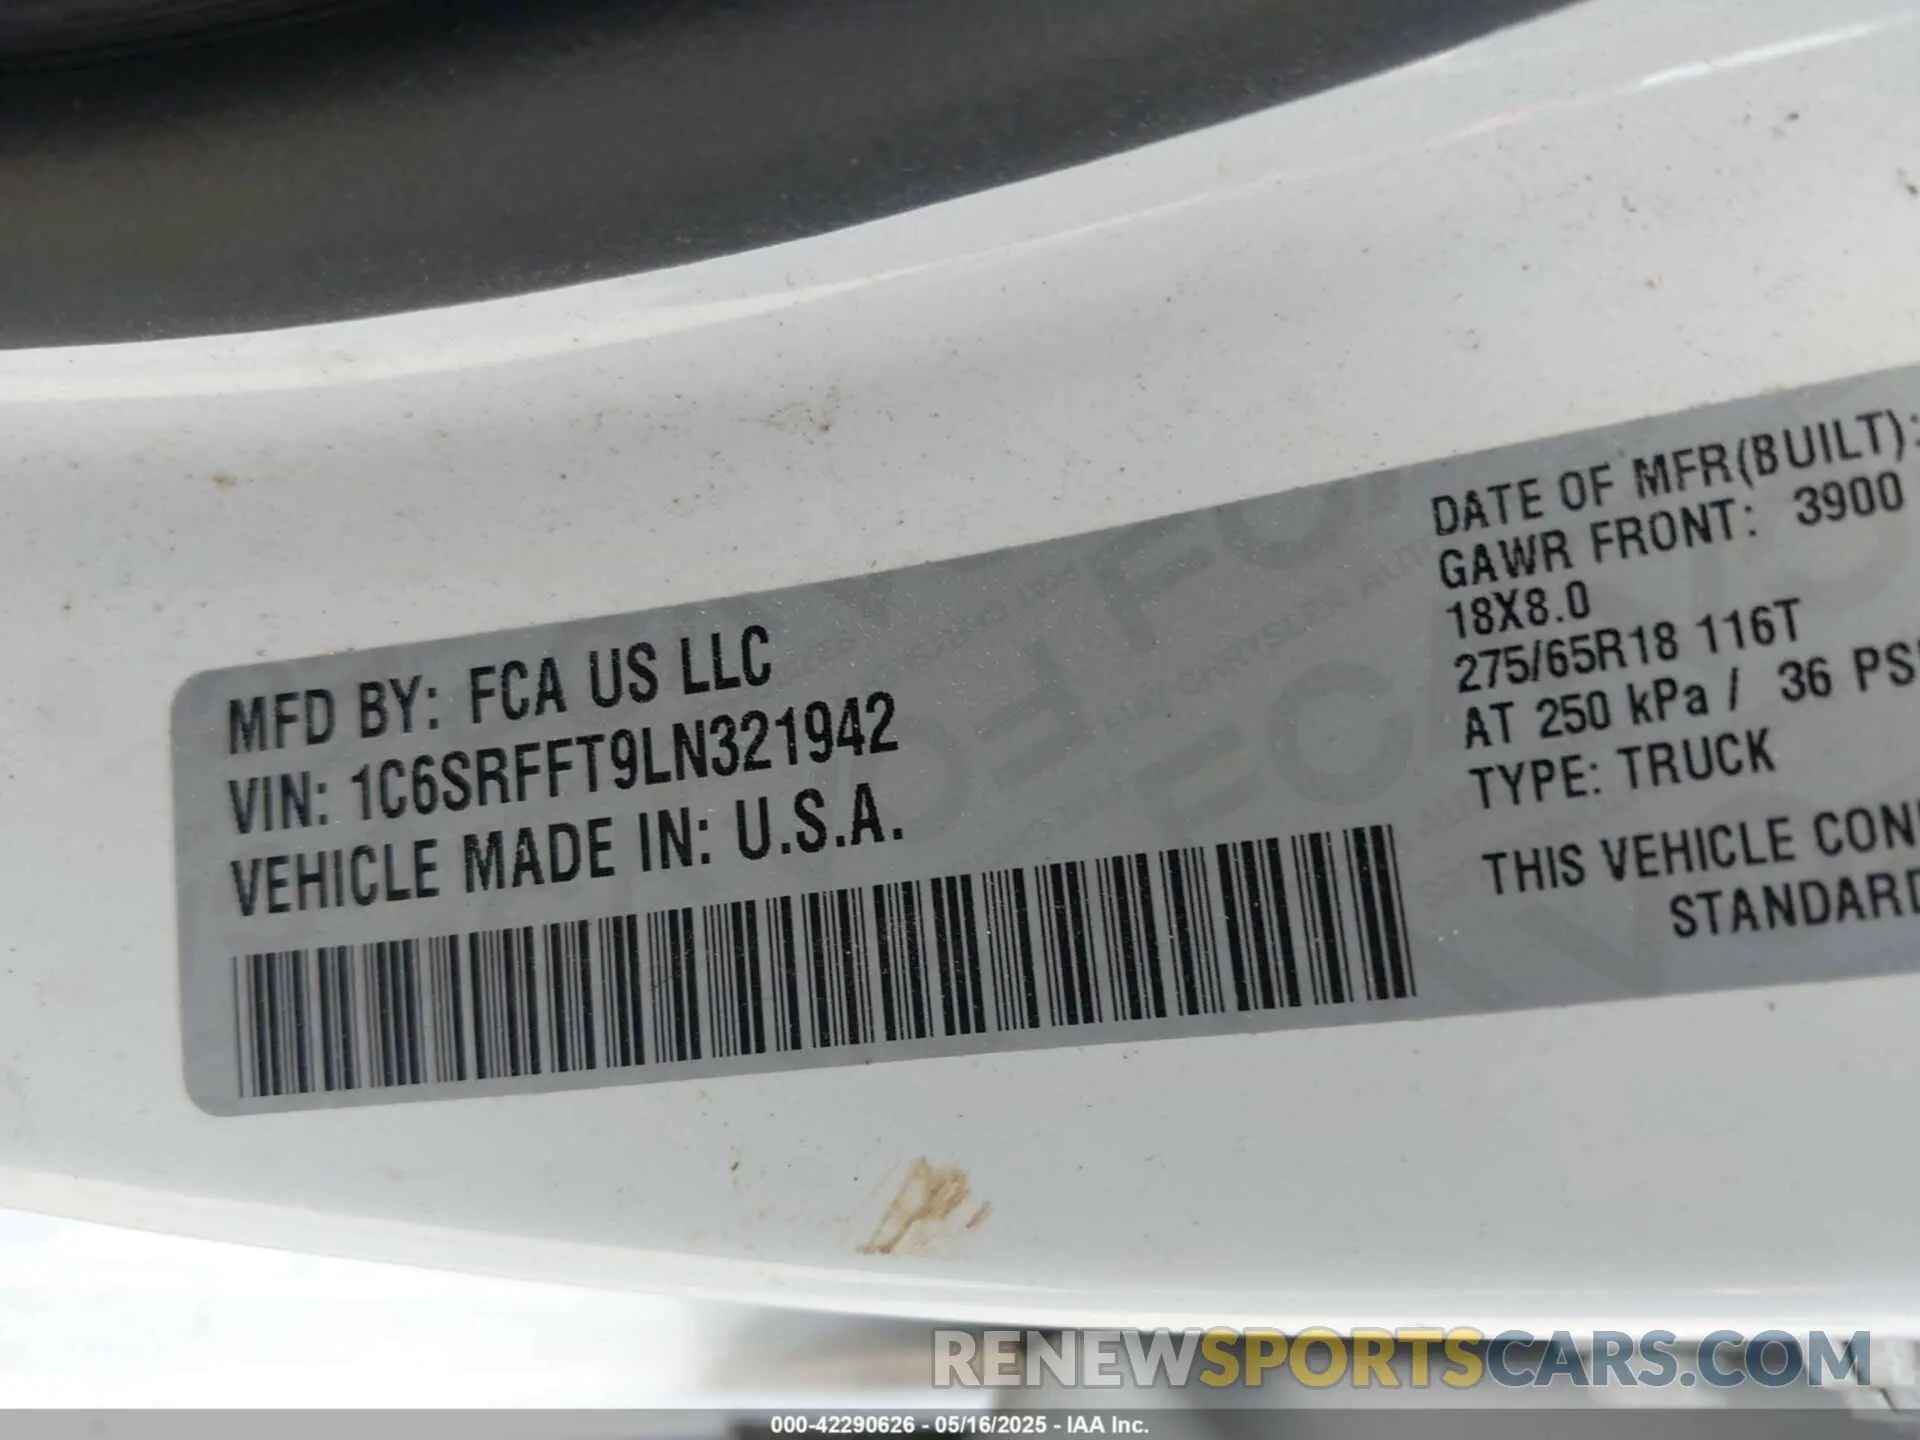 MFD BY: FCA US LLC
VIN: 1C6SRFFT9LN321942
VEHICLE MADE IN: U.S.A.
DATE OF MFR(BUILT):
GAWR FRONT: 3900
18X8.0
275/65R18 116T
AT 250 kPa / 36 PSI
TYPE: TRUCK
THIS VEHICLE CON
STANDARD
RENEWSPORTSCARS.COM
000-42290626 - 05/16/2025 - IAA Inc.